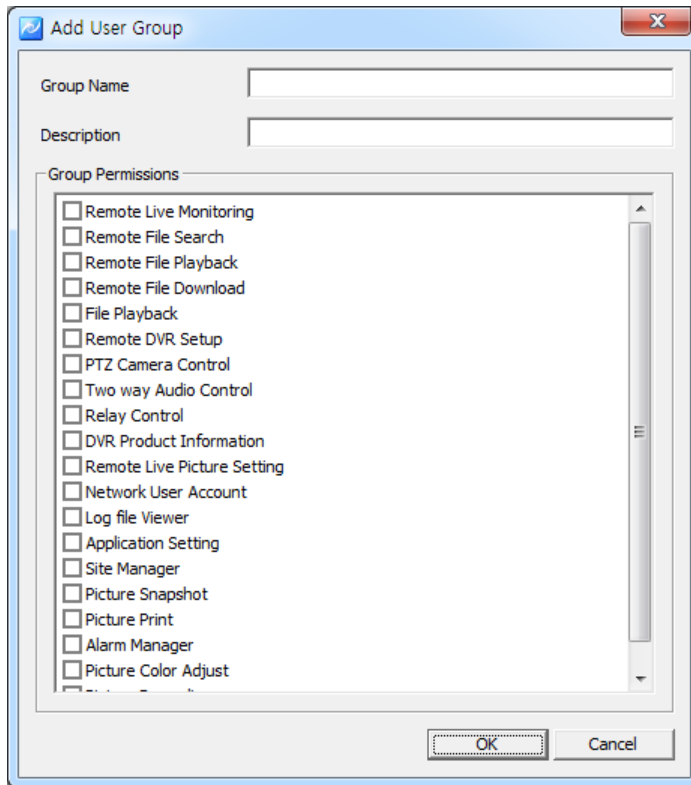 Add User Group
Group Name
Description
Group Permissions
Remote Live Monitoring
Remote File Search
Remote File Playback
Remote File Download
File Playback
Remote DVR Setup
PTZ Camera Control
Two way Audio Control
Relay Control
DVR Product Information
Remote Live Picture Setting
Network User Account
Log file Viewer
Application Setting
Site Manager
Picture Snapshot
Picture Print
Alarm Manager
Picture Color Adjust
OK Cancel